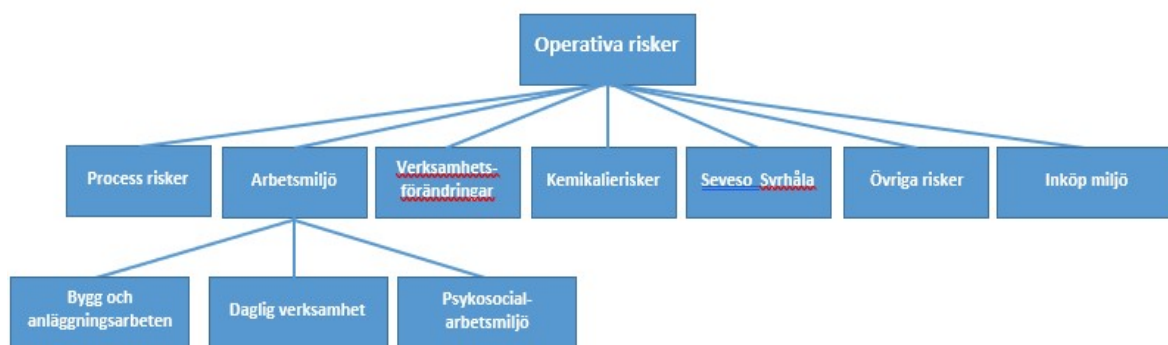 Operativa risker
Process risker
Arbetsmiljö
Verksamhets-
förändringar
Kemikalierisker
Seveso Syrhåla
Övriga risker
Inköp miljö
Bygg och
anläggningsarbeten
Daglig verksamhet
Psykosocial-
arbetsmiljö